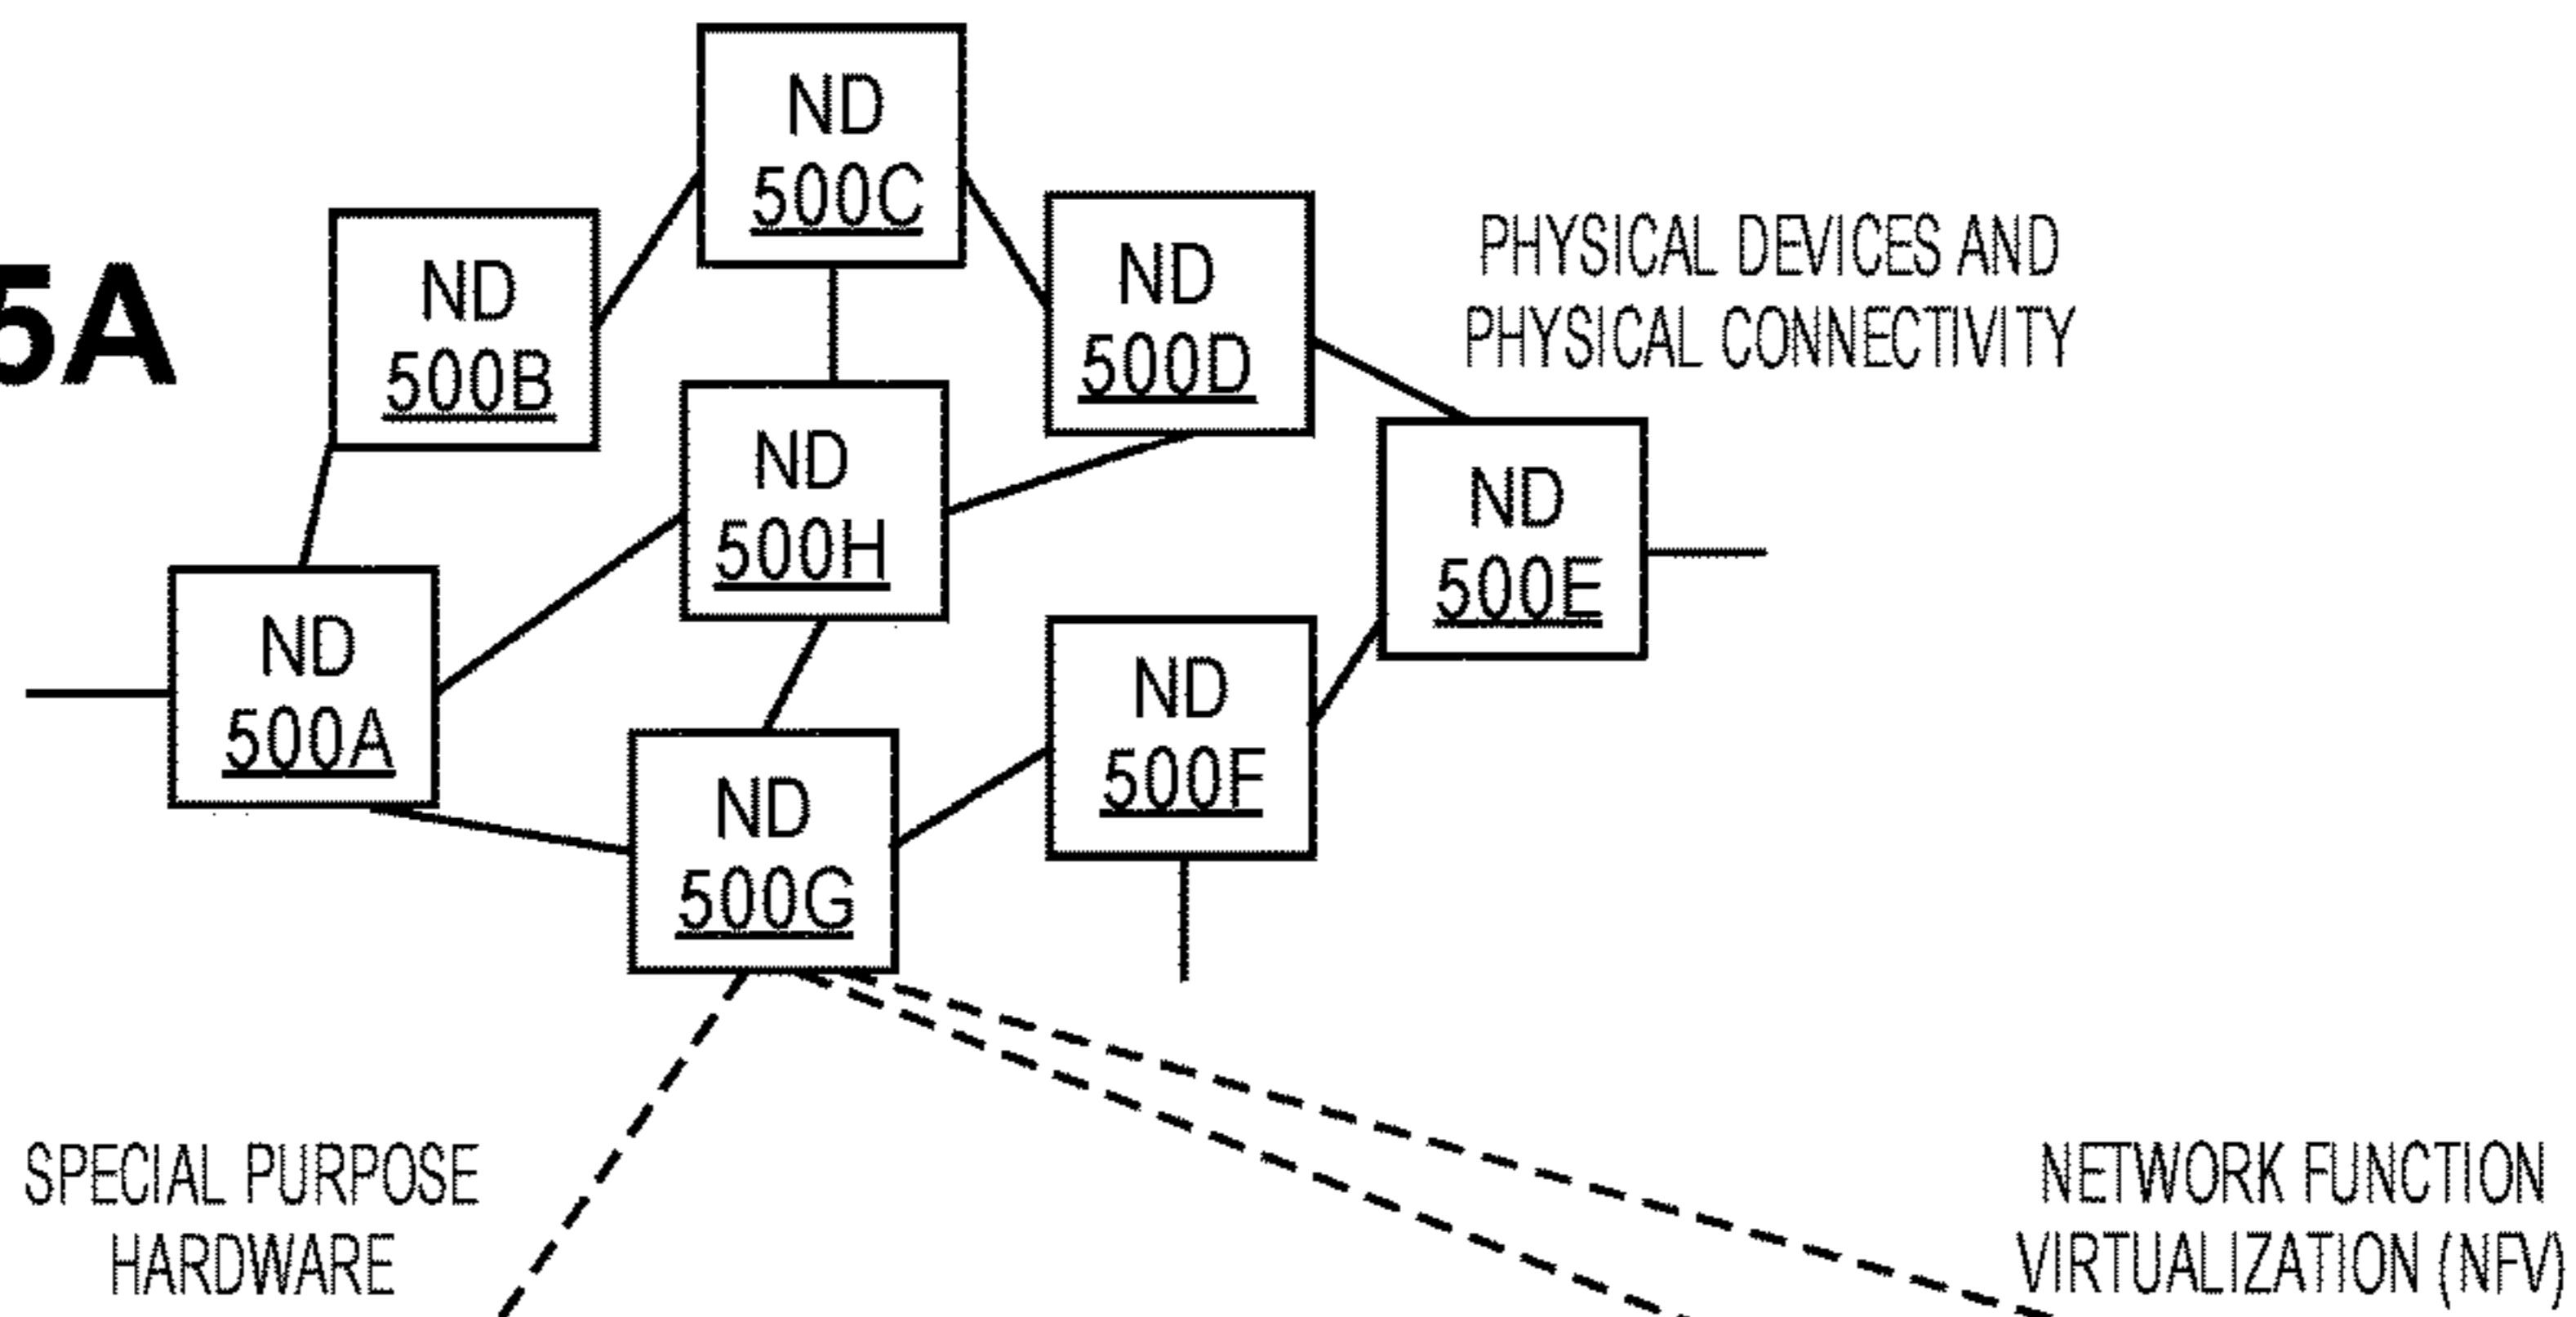 ND
500C
ND
500B
ND
500D
PHYSICAL DEVICES AND
PHYSICAL CONNECTIVITY
5A
ND
500H
ND
500E
ND
500A
ND
500F
ND
500G
SPECIAL PURPOSE
HARDWARE
NETWORK FUNCTION
VIRTUALIZATION (NFV)